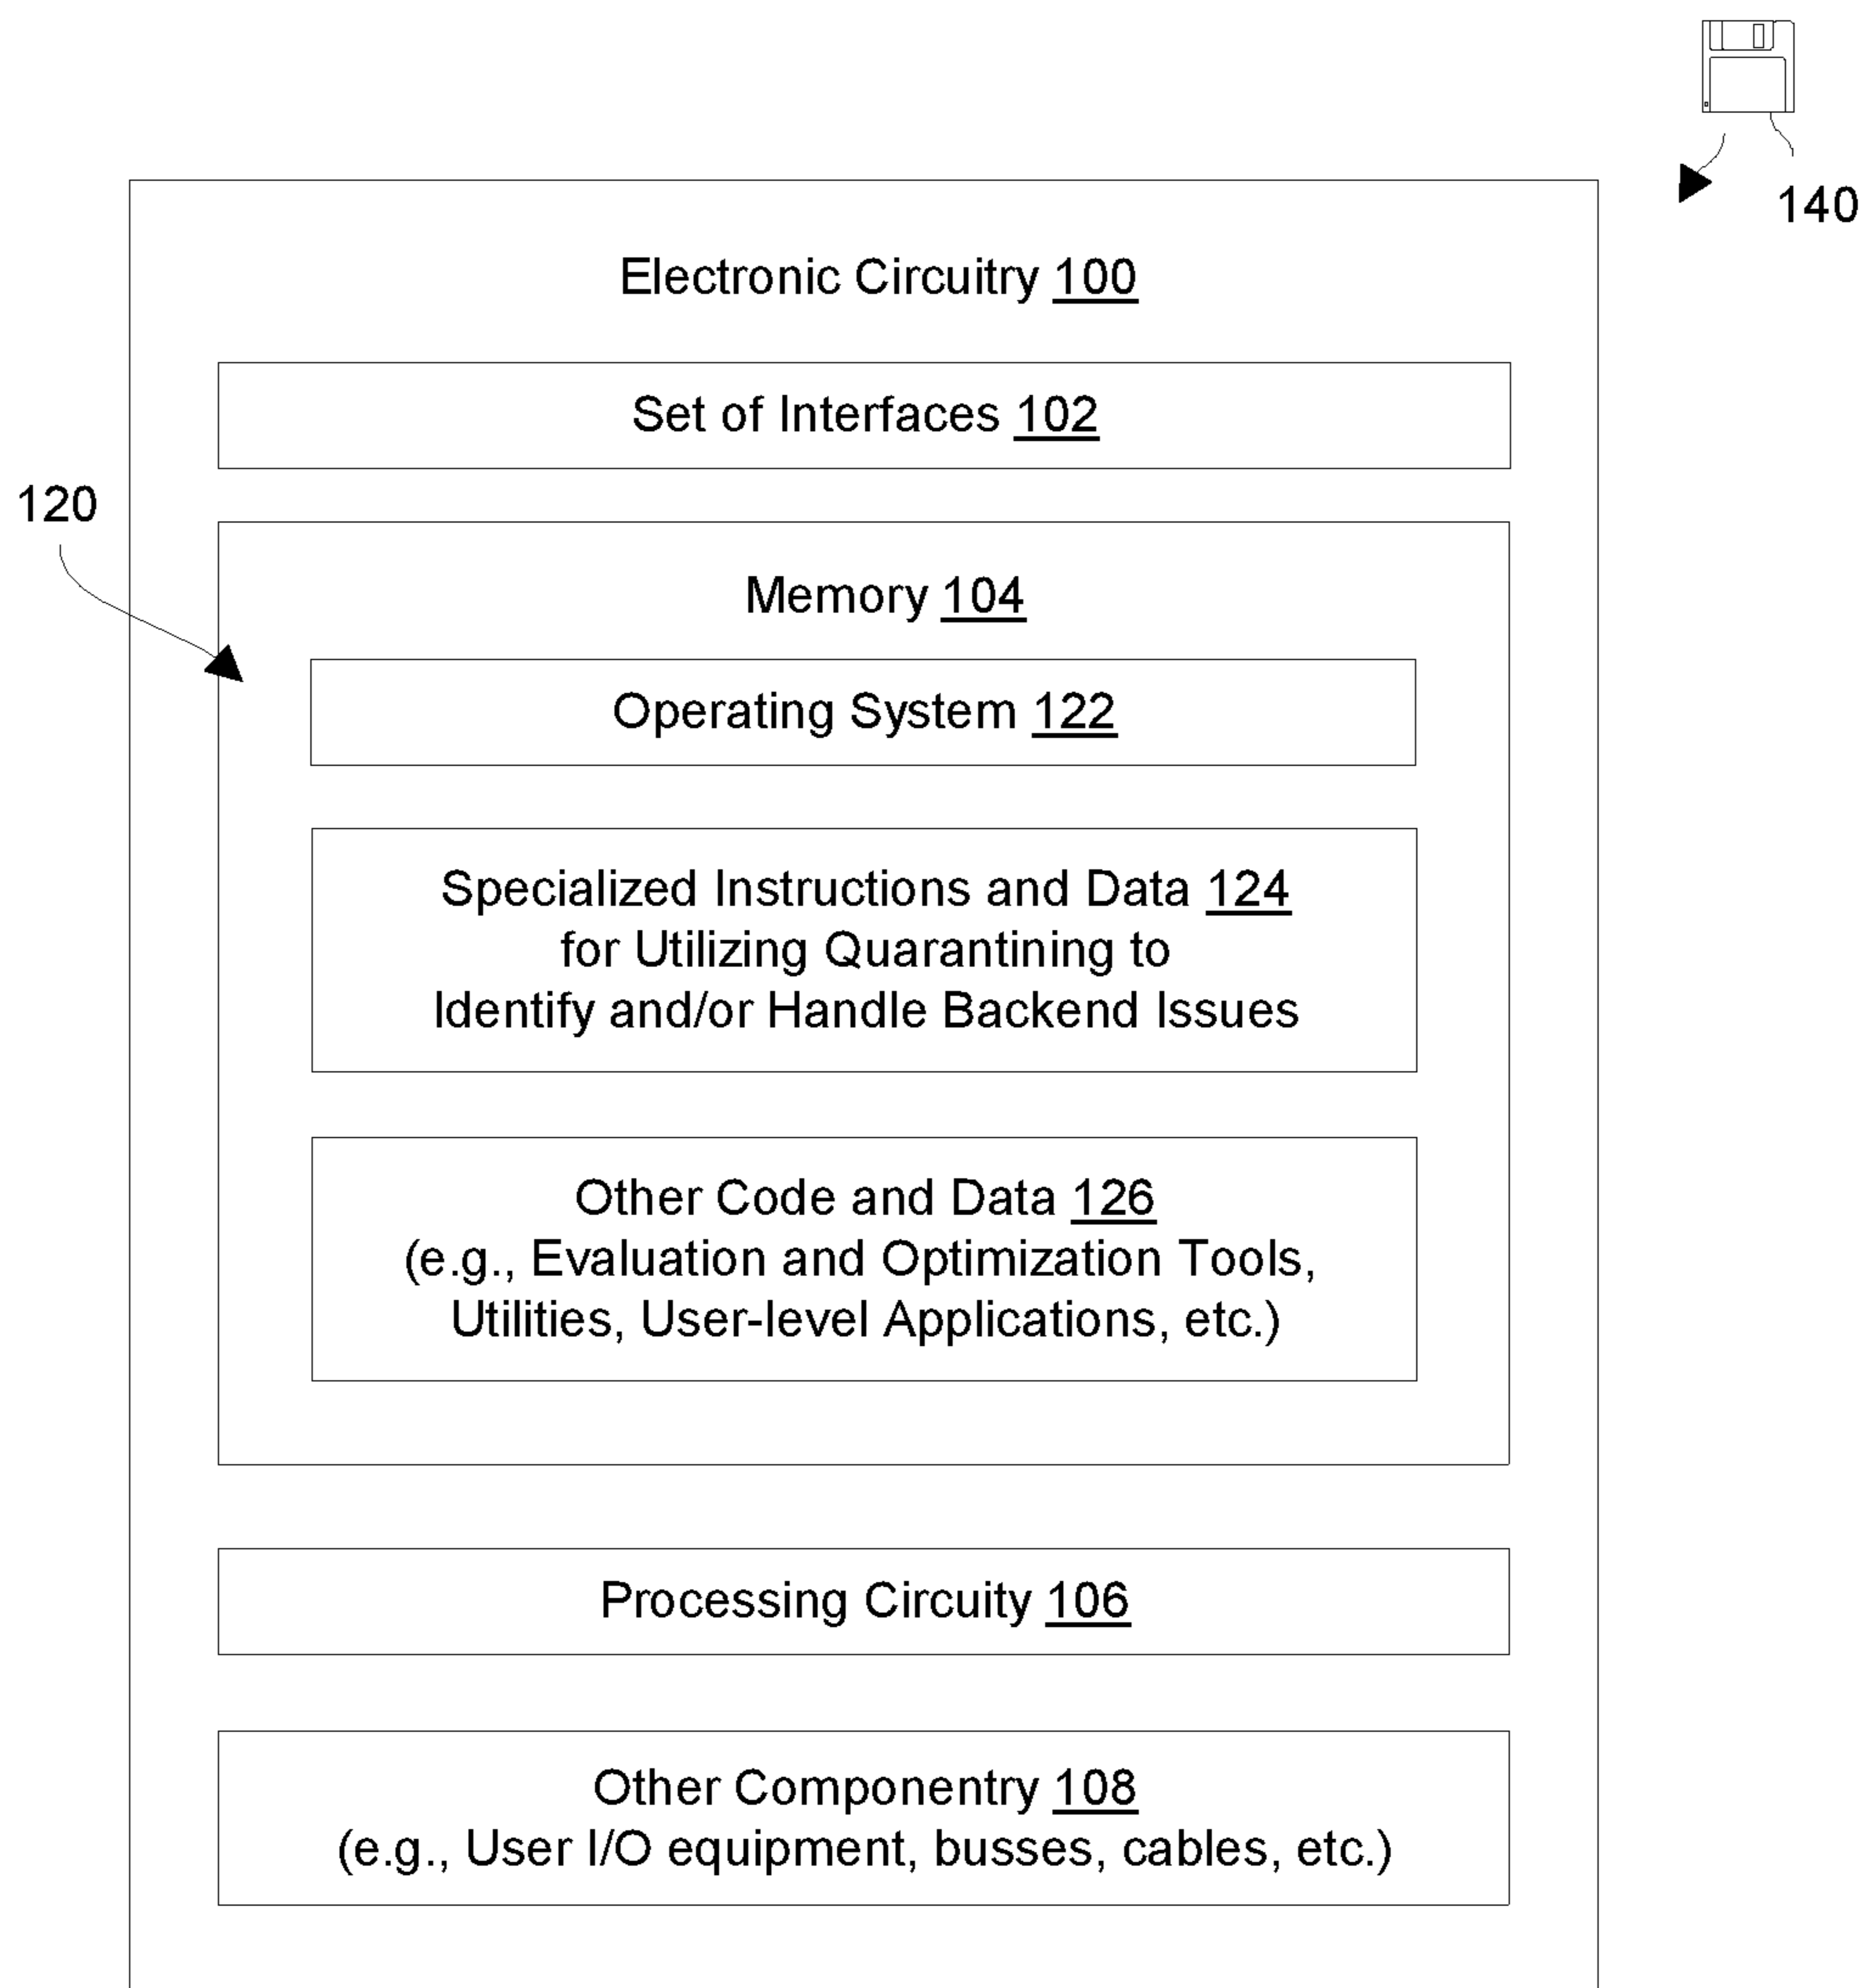 140
Electronic Circuitry 100
Set of Interfaces 102
120
Memory 104
Operating System 122
Specialized Instructions and Data 124
for Utilizing Quarantining to
Identify and/or Handle Backend Issues
Other Code and Data 126
(e.g., Evaluation and Optimization Tools,
Utilities, User-level Applications, etc.)
Processing Circuity 106
Other Componentry 108
(e.g., User I/O equipment, busses, cables, etc.)